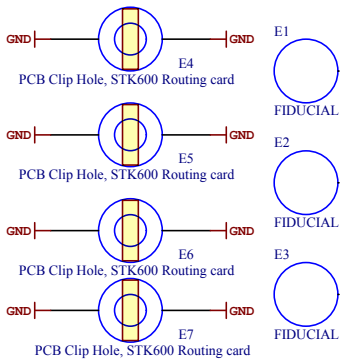 GND GND E1
E4
PCB Clip Hole, STK600 Routing card
FIDUCIAL
GND GND E2
E5
PCB Clip Hole, STK600 Routing card
FIDUCIAL
GND GND
E6 E3
PCB Clip Hole, STK600 Routing card
GND GND
E7 FIDUCIAL
PCB Clip Hole, STK600 Routing card